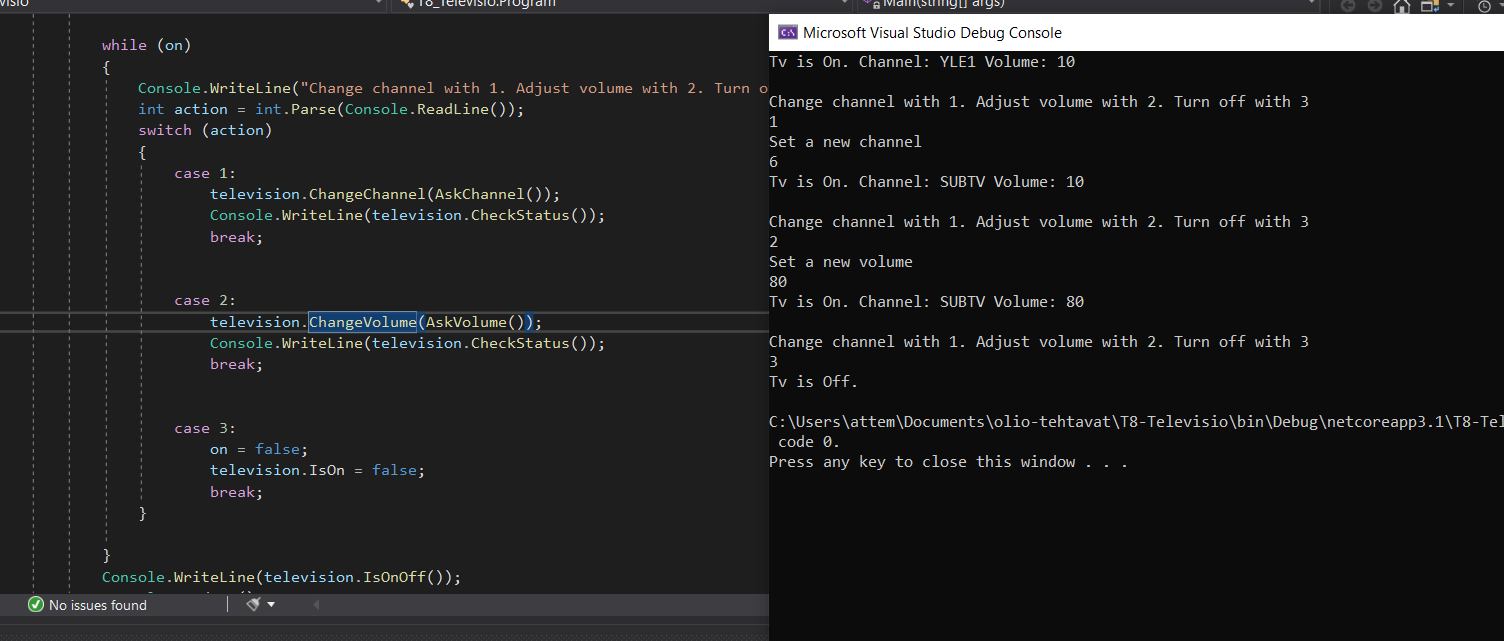 visio
T8_Televisio.Program
Main(string[] args)
while (on)
{
Console.WriteLine("Change channel with 1. Adjust volume with 2. Turn o
int action = int.Parse(Console.ReadLine());
switch (action)
{
case 1:
television.ChangeChannel(AskChannel());
Console.WriteLine(television.CheckStatus());
break;
case 2:
television.ChangeVolume(AskVolume());
Console.WriteLine(television.CheckStatus());
break;
case 3:
on = false;
television.IsOn = false;
break;
}
}
Console.WriteLine(television.IsOnOff());
No issues found
C:\
Microsoft Visual Studio Debug Console
Tv is On. Channel: YLE1 Volume: 10
Change channel with 1. Adjust volume with 2. Turn off with 3
1
Set a new channel
6
Tv is On. Channel: SUBTV Volume: 10
Change channel with 1. Adjust volume with 2. Turn off with 3
2
Set a new volume
80
Tv is On. Channel: SUBTV Volume: 80
Change channel with 1. Adjust volume with 2. Turn off with 3
3
Tv is Off.
C:\Users\attem\Documents\olio-tehtavat\T8-Televisio\bin\Debug\netcoreapp3.1\T8-Tel
code 0.
Press any key to close this window . . .